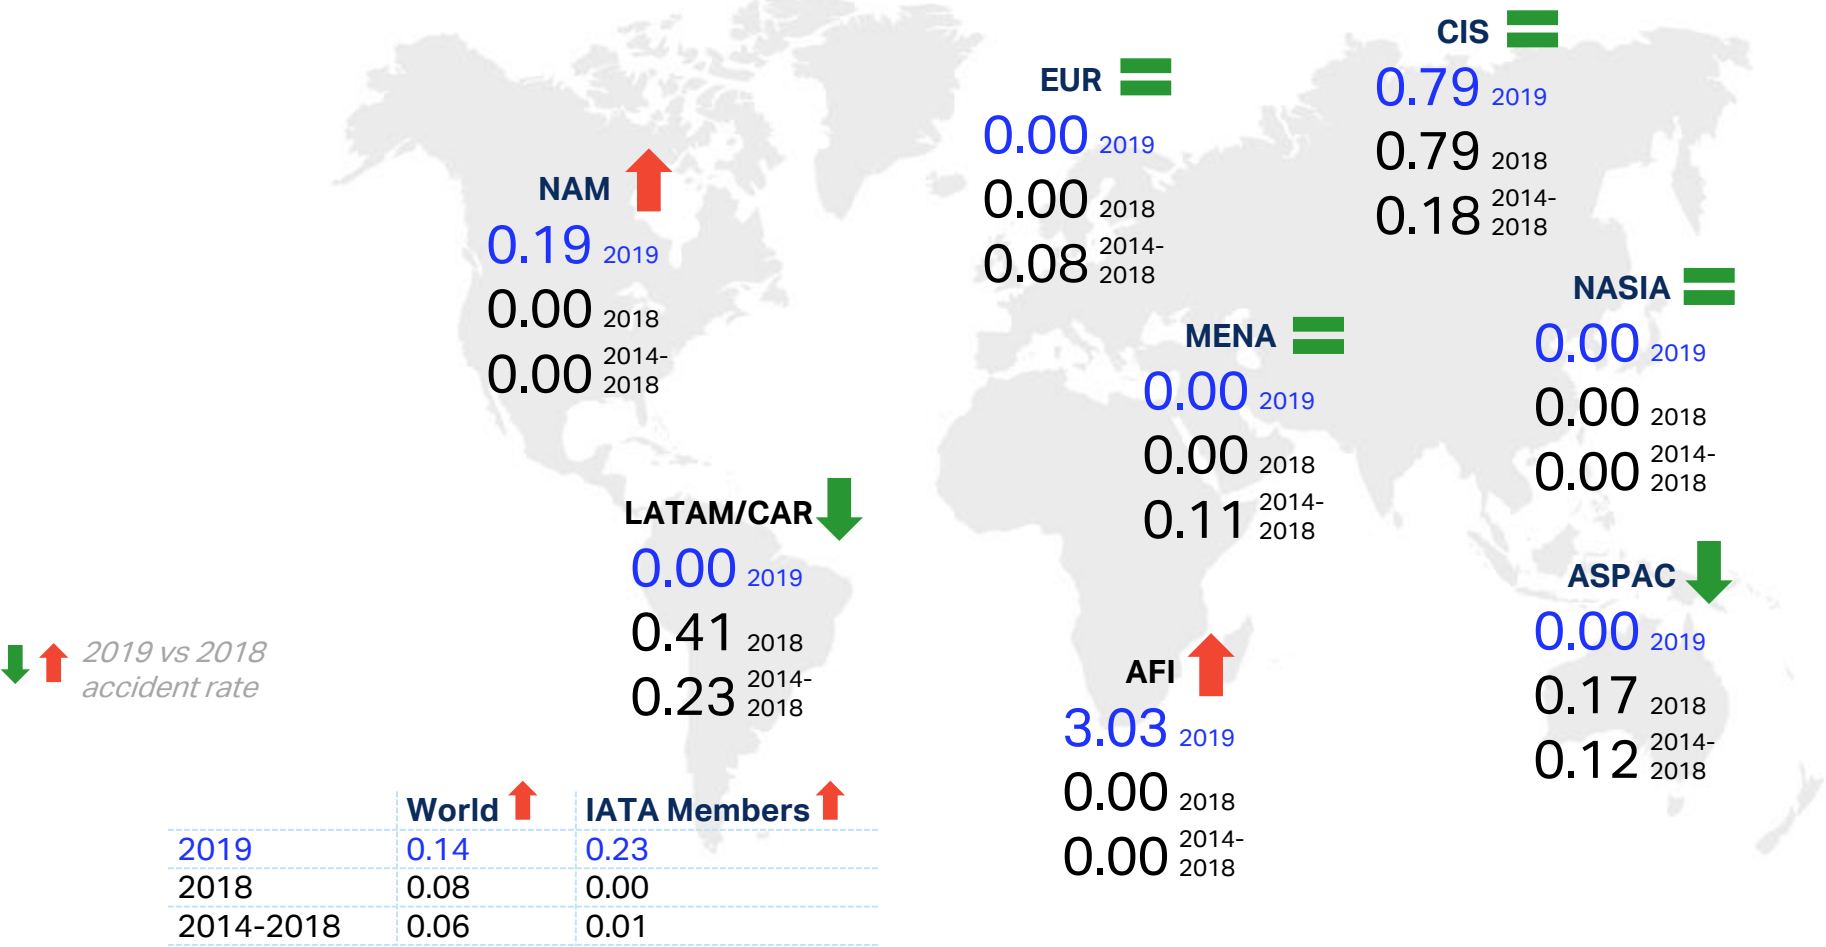 CIS
0.79 2019
0.79 2018
0.18 2014-
2018
EUR
0.00 2019
0.00 2018
0.08 2014-
2018
NAM
0.19 2019
0.00 2018
0.00 2014-
2018
NASIA
0.00 2019
0.00 2018
0.00 2014-
2018
MENA
0.00 2019
0.00 2018
0.11 2014-
2018
LATAM/CAR
0.00 2019
0.41 2018
0.23 2014-
2018
ASPAC
0.00 2019
0.17 2018
0.12 2014-
2018
AFI
3.03 2019
0.00 2018
0.00 2014-
2018
2019 vs 2018
accident rate
World IATA Members
2019 0.14 0.23
2018 0.08 0.00
2014-2018 0.06 0.01